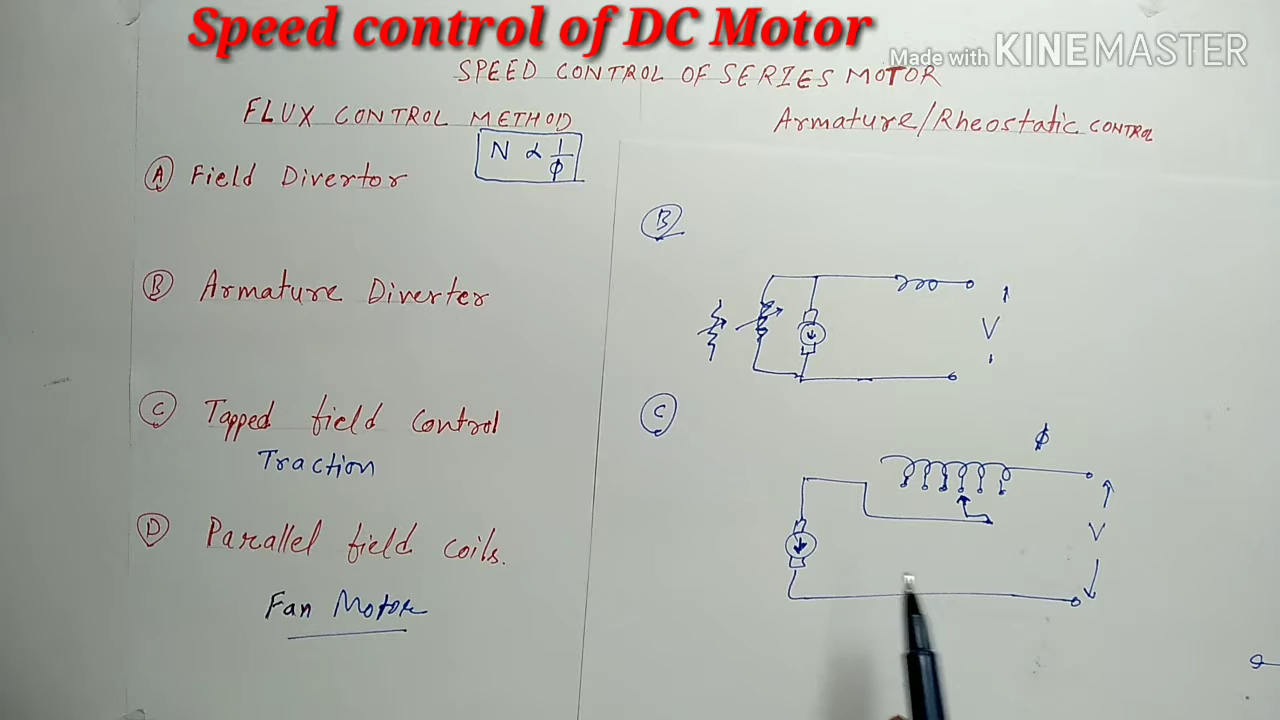 Speed control of DC Motor
Made with KINEMASTER
SPEED CONTROL OF SERIES MOTOR
FLUX CONTROL METHOD
Armature/Rheostatic CONTROL
N ∝ 1/ϕ
A Field Divertor
B Armature Diverter
C Tapped field control
Traction
D Parallel field coils.
Fan Motor
B
V
C
ϕ
V